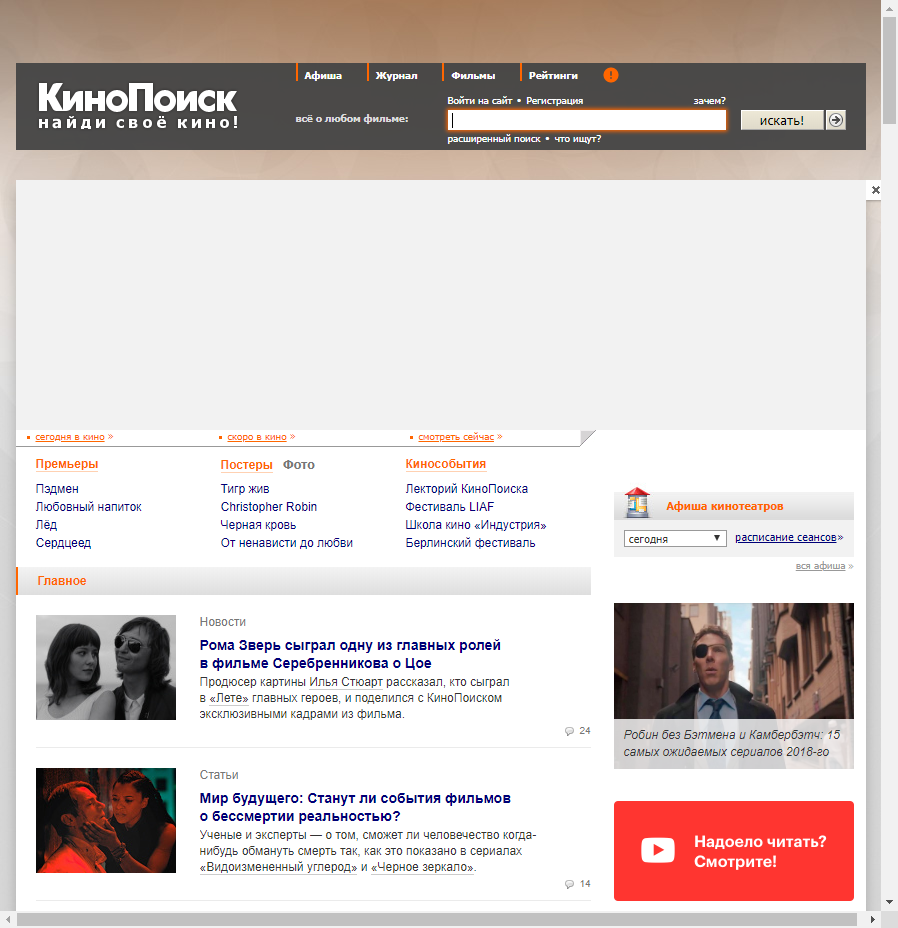 Афиша
Журнал
Фильмы
Рейтинги
!
КиноПоиск
найди своё кино!
Войти на сайт • Регистрация
зачем?
всё о любом фильме:
искать!
расширенный поиск • что ищут?
сегодня в кино »
скоро в кино »
смотреть сейчас »
Премьеры
Пэдмен
Любовный напиток
Лёд
Сердцеед
Постеры Фото
Тигр жив
Christopher Robin
Черная кровь
От ненависти до любви
Кинособытия
Лекторий КиноПоиска
Фестиваль LIAF
Школа кино «Индустрия»
Берлинский фестиваль
Афиша кинотеатров
сегодня
расписание сеансов»
вся афиша »
Главное
Новости
Рома Зверь сыграл одну из главных ролей
в фильме Серебренникова о Цое
Продюсер картины Илья Стюарт рассказал, кто сыграл
в «Лете» главных героев, и поделился с КиноПоиском
эксклюзивными кадрами из фильма.
24
Статьи
Мир будущего: Станут ли события фильмов
о бессмертии реальностью?
Ученые и эксперты — о том, сможет ли человечество когда-
нибудь обмануть смерть так, как это показано в сериалах
«Видоизмененный углерод» и «Черное зеркало».
14
Робин без Бэтмена и Камбербэтч: 15
самых ожидаемых сериалов 2018-го
Надоело читать?
Смотрите!